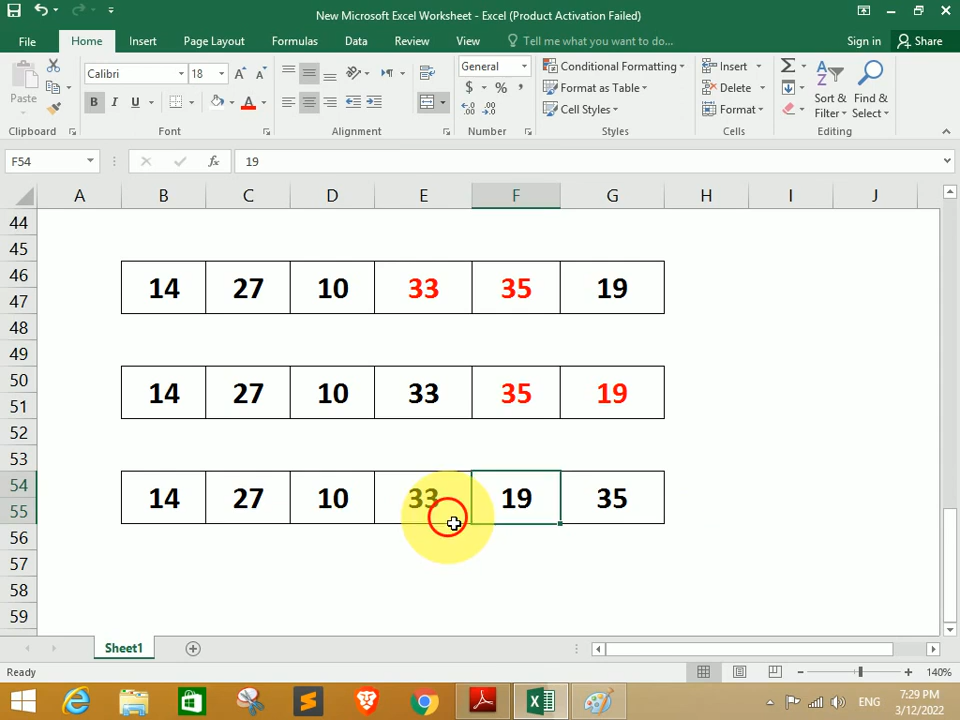 New Microsoft Excel Worksheet - Excel (Product Activation Failed)
File Home Insert Page Layout Formulas Data Review View Tell me what you want to do... Sign in Share
Paste
Calibri 18
B I U
General
$ % ,
Conditional Formatting
Format as Table
Cell Styles
Insert
Delete
Format
Sort & Filter
Find & Select
Clipboard Font Alignment Number Styles Cells Editing
F54 fx 19
A B C D E F G H I J
44
45
46 14 27 10 33 35 19
47
48
49
50 14 27 10 33 35 19
51
52
53
54 14 27 10 33 19 35
55
56
57
58
59
Sheet1
Ready 140%
ENG 7:29 PM
3/12/2022